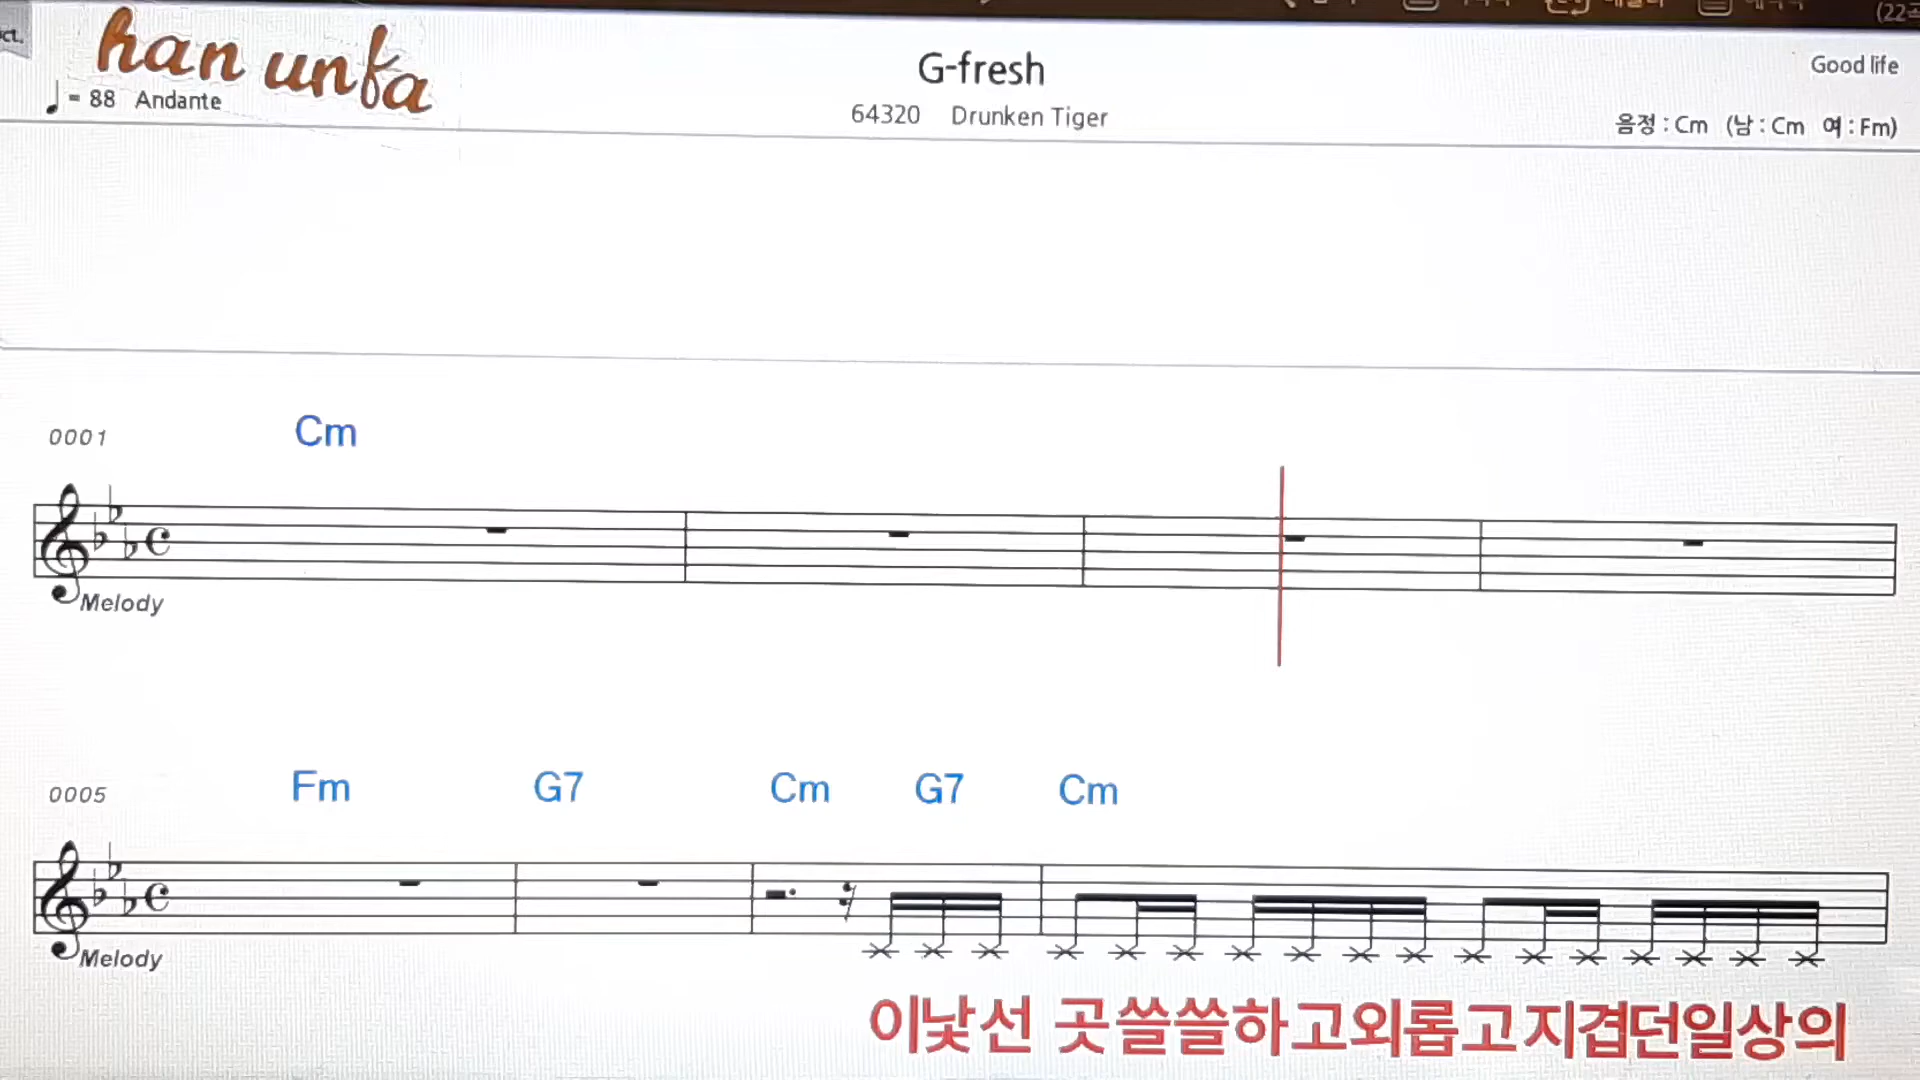 han unfa
G-fresh
Good life
♩ = 88 Andante
64320 Drunken Tiger
음정 : Cm (남 : Cm 여 : Fm)
0001 Cm
Melody
0005 Fm G7 Cm G7 Cm
Melody
이낯선 곳쓸쓸하고외롭고지겹던일상의